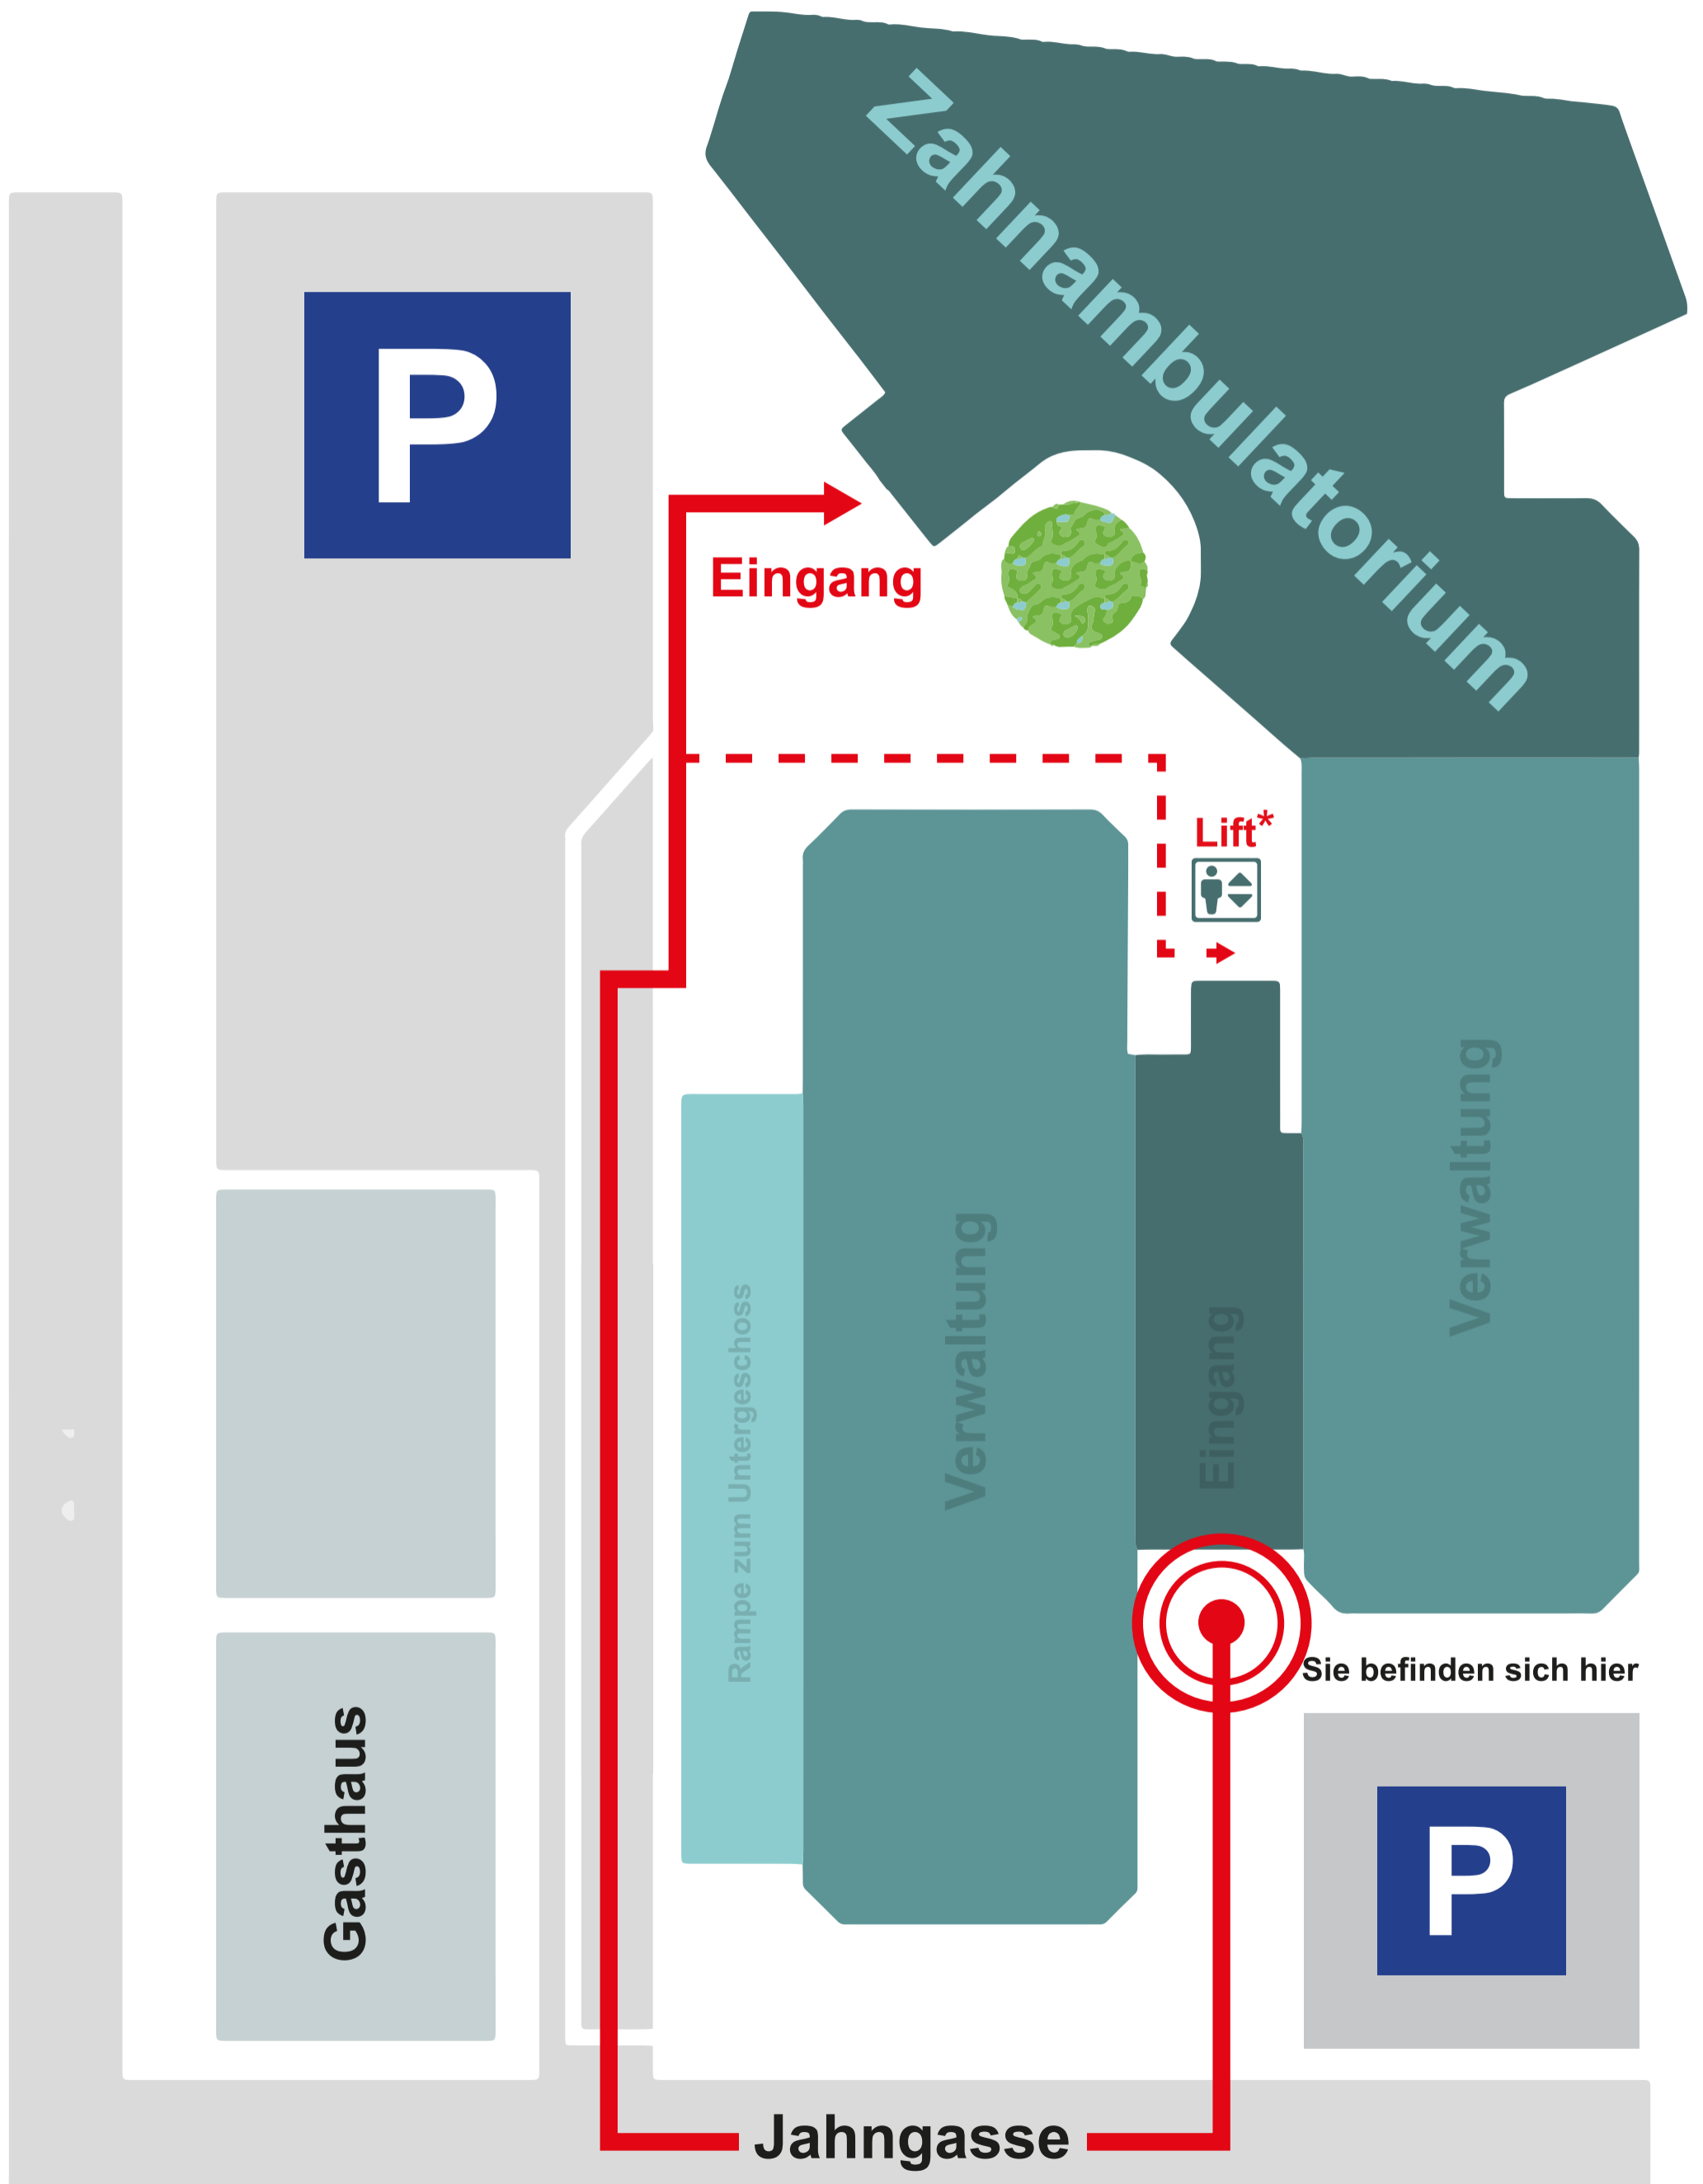 Zahnambulatorium
P
Eingang
Lift*
Verwaltung
Verwaltung
Eingang
Rampe zum Untergeschoss
Sie befinden sich hier
Gasthaus
P
Jahngasse